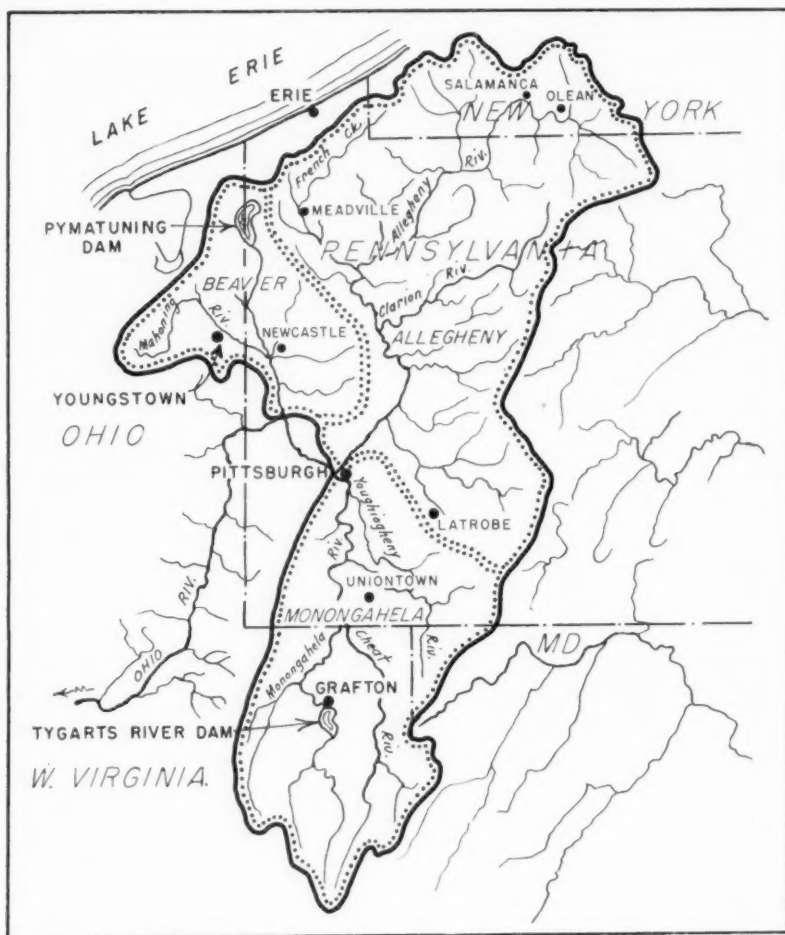 LAKE ERIE
ERIE
SALAMANCA
OLEAN
NEW YORK
French Ck.
Allegheny Riv.
MEADVILLE
PYMATUNING
DAM
PENNSYLVANIA
BEAVER
Mahoning Riv.
Clarion Riv.
NEWCASTLE
ALLEGHENY
YOUNGSTOWN
OHIO
PITTSBURGH
Youghiogheny Riv.
LATROBE
UNIONTOWN
MONONGAHELA
OHIO RIV.
Monongahela Riv.
Cheat Riv.
MD
GRAFTON
TYGARTS RIVER DAM
W. VIRGINIA.